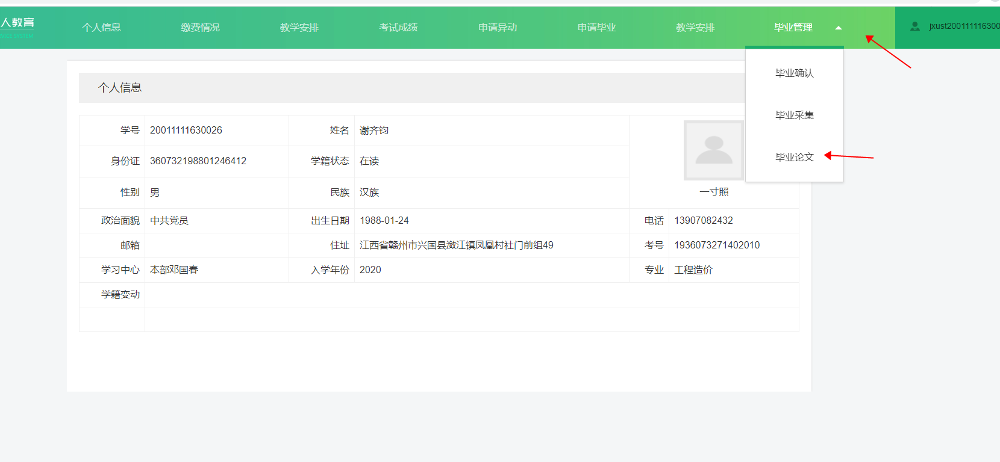 人教育
RVICE SYSTEM
个人信息 缴费情况 教学安排 考试成绩 申请异动 申请毕业 教学安排 毕业管理 jxust200111116300
毕业确认
毕业采集
毕业论文
个人信息
学号 20011111630026 姓名 谢齐钧
身份证 360732198801246412 学籍状态 在读
性别 男 民族 汉族 一寸照
政治面貌 中共党员 出生日期 1988-01-24 电话 13907082432
邮箱 住址 江西省赣州市兴国县潋江镇凤凰村社门前组49 考号 1936073271402010
学习中心 本部邓国春 入学年份 2020 专业 工程造价
学籍变动